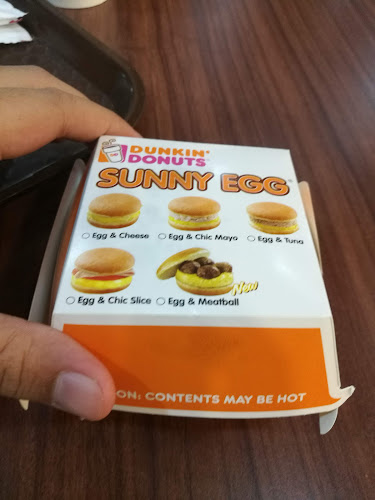 DUNKIN'
DONUTS
SUNNY EGG
Egg & Cheese Egg & Chic Mayo Egg & Tuna
Egg & Chic Slice Egg & Meatball New
ON: CONTENTS MAY BE HOT